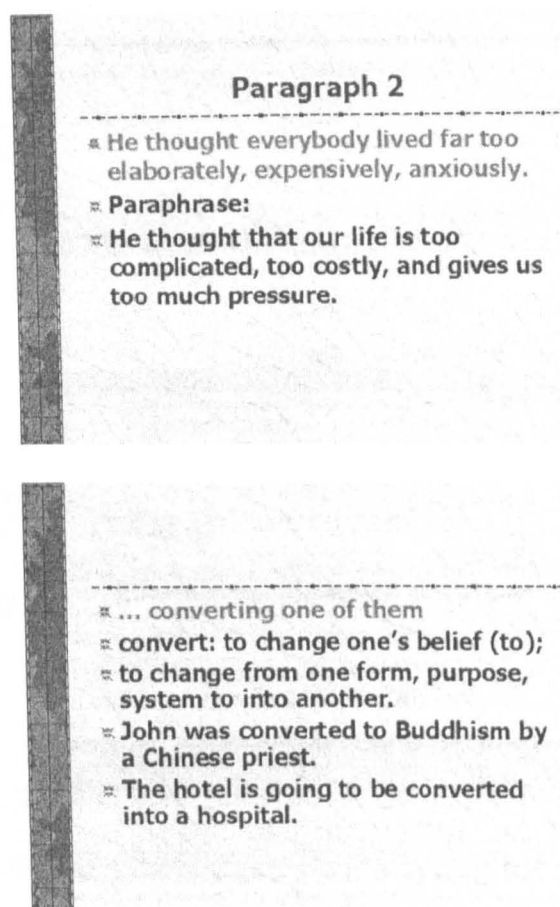 Paragraph 2
He thought everybody lived far too
elaborately, expensively, anxiously.
Paraphrase:
He thought that our life is too
complicated, too costly, and gives us
too much pressure.
... converting one of them
convert: to change one's belief (to);
to change from one form, purpose,
system to into another.
John was converted to Buddhism by
a Chinese priest.
The hotel is going to be converted
into a hospital.